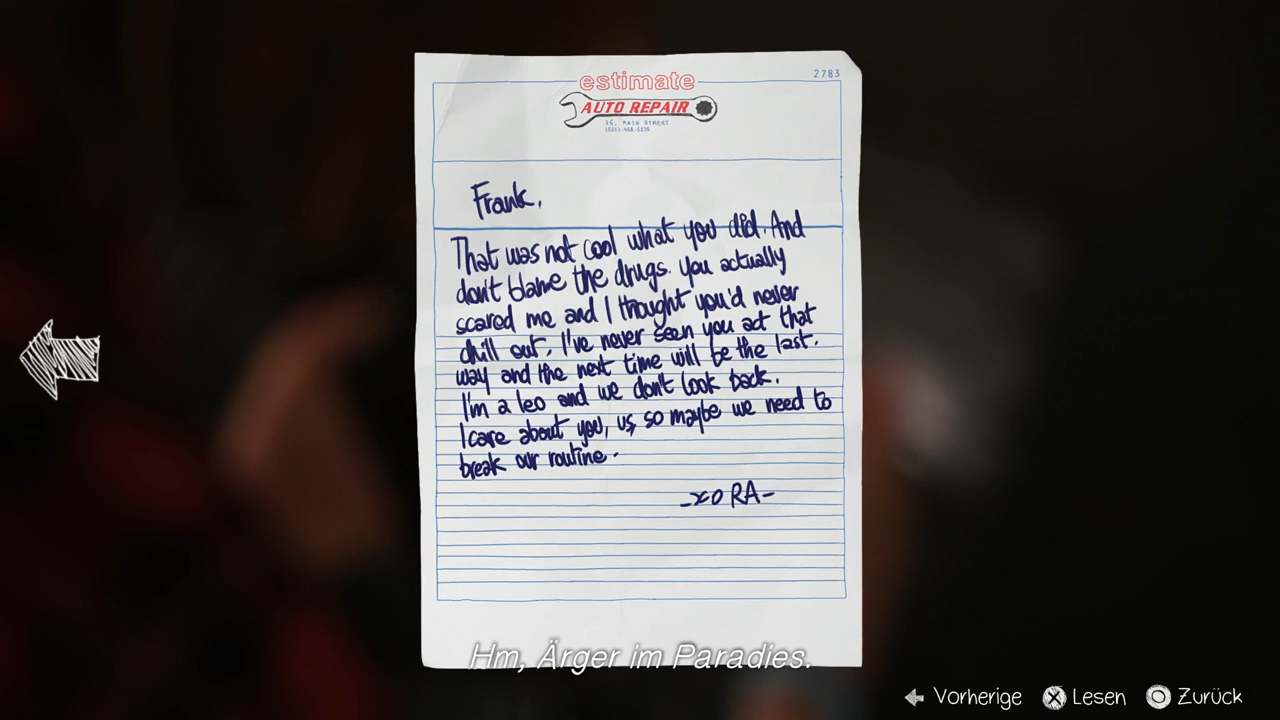 2783
estimate
AUTO REPAIR
(555)-458-5235
Frank,
That was not cool what you did. And
don't blame the drugs. You actually
scared me and I thought you'd never
chill out. I've never seen you act that
way and the next time will be the last.
I'm a leo and we don't look back.
I care about you, us, so maybe we need to
break our routine.
-xo RA-
Hm, Ärger im Paradies.
Vorherige
Lesen
Zurück